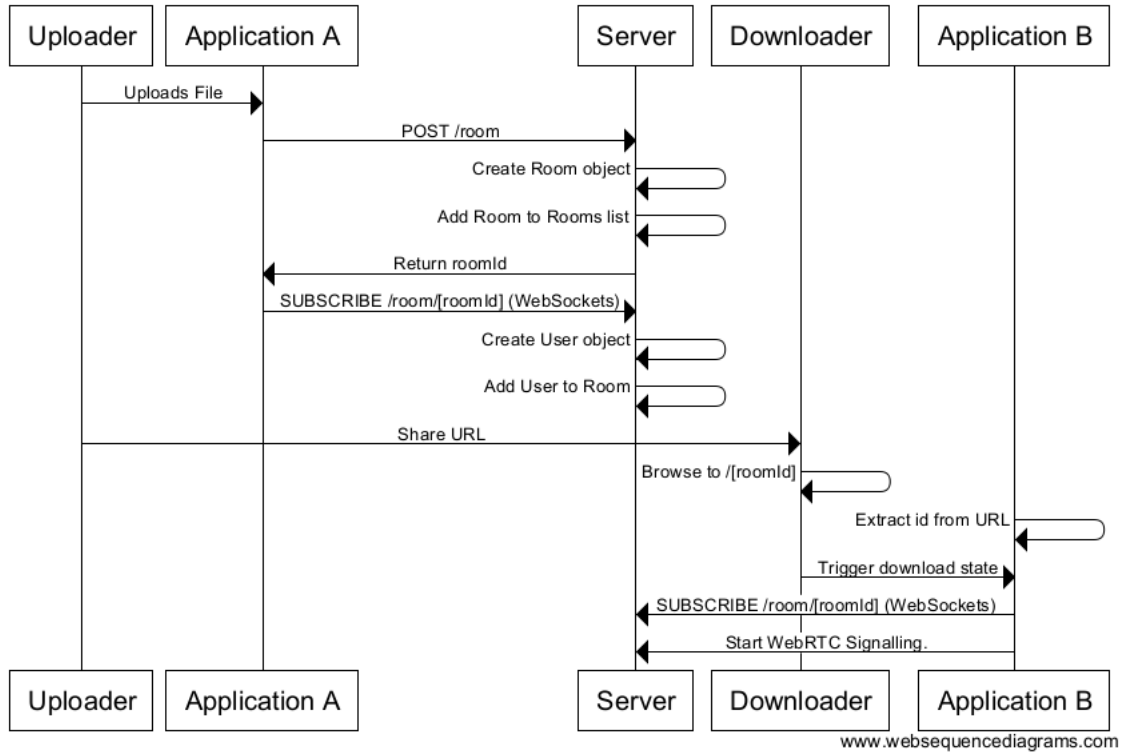 Uploader
Application A
Server
Downloader
Application B
Uploads File
POST /room
Create Room object
Add Room to Rooms list
Return roomId
SUBSCRIBE /room/[roomId] (WebSockets)
Create User object
Add User to Room
Share URL
Browse to /[roomId]
Extract id from URL
Trigger download state
SUBSCRIBE /room/[roomId] (WebSockets)
Start WebRTC Signalling.
Uploader
Application A
Server
Downloader
Application B
www.websequencediagrams.com